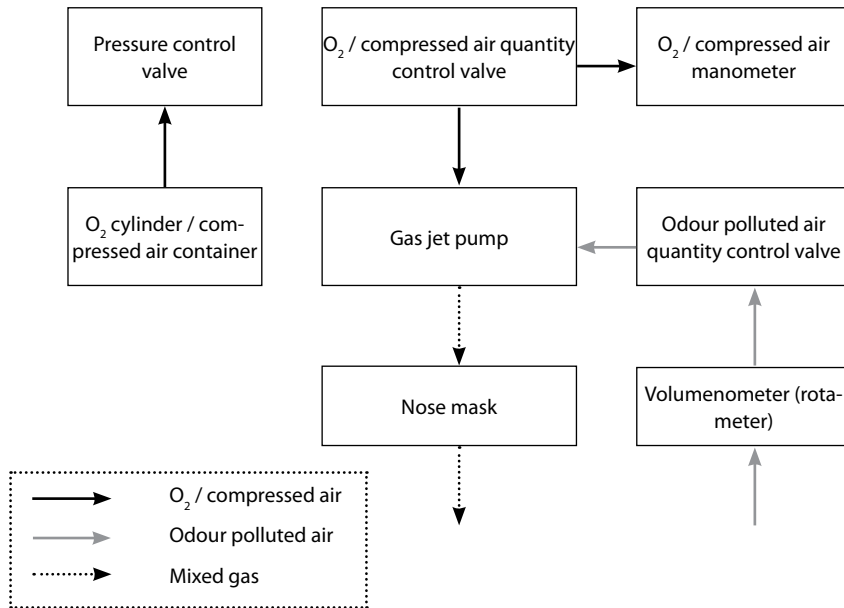 Pressure control
valve
O₂ / compressed air quantity
control valve
O₂ / compressed air
manometer
O₂ cylinder / com-
pressed air container
Gas jet pump
Odour polluted air
quantity control valve
Nose mask
Volumenometer (rota-
meter)
O₂ / compressed air
Odour polluted air
Mixed gas